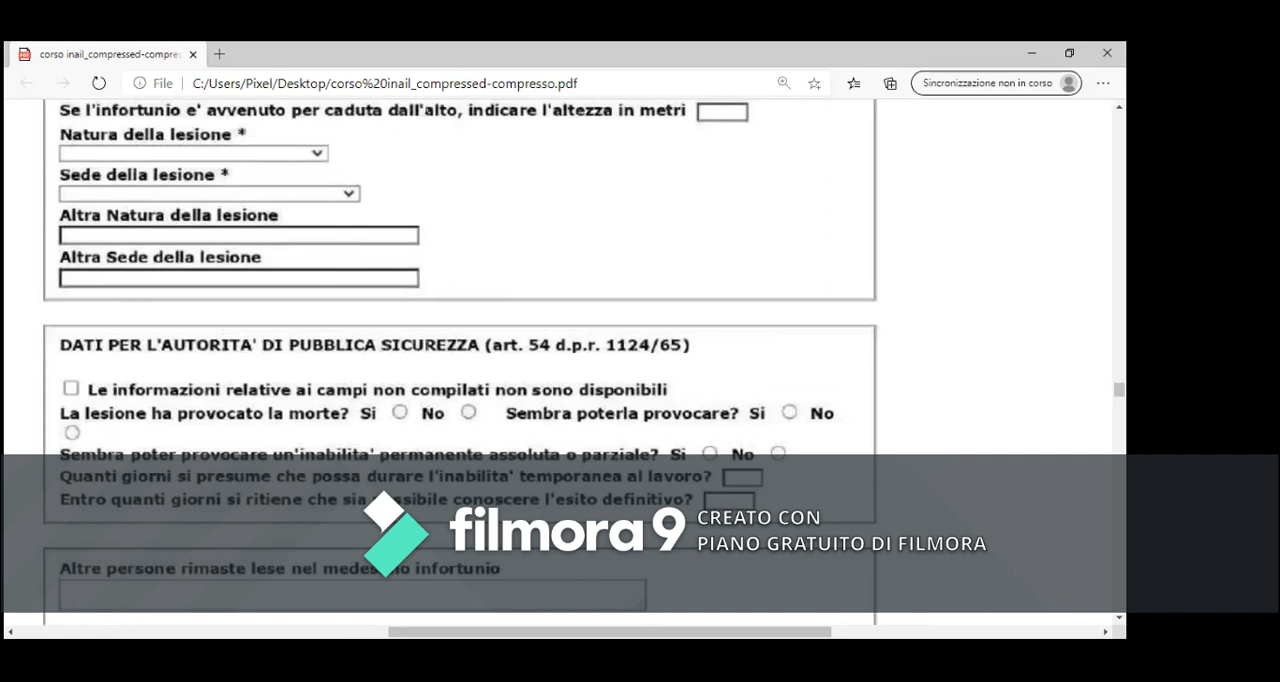 corso inail_compressed-compre
File | C:/Users/Pixel/Desktop/corso%20inail_compressed-compresso.pdf
Sincronizzazione non in corso
Se l'infortunio e' avvenuto per caduta dall'alto, indicare l'altezza in metri
Natura della lesione *
Sede della lesione *
Altra Natura della lesione
Altra Sede della lesione
DATI PER L'AUTORITA' DI PUBBLICA SICUREZZA (art. 54 d.p.r. 1124/65)
Le informazioni relative ai campi non compilati non sono disponibili
La lesione ha provocato la morte? Si No Sembra poterla provocare? Si No
Sembra poter provocare un'inabilita' permanente assoluta o parziale? Si No
Quanti giorni si presume che possa durare l'inabilita' temporanea al lavoro?
Entro quanti giorni si ritiene che sia possibile conoscere l'esito definitivo?
filmora 9 CREATO CON
PIANO GRATUITO DI FILMORA
Altre persone rimaste lese nel medesimo infortunio